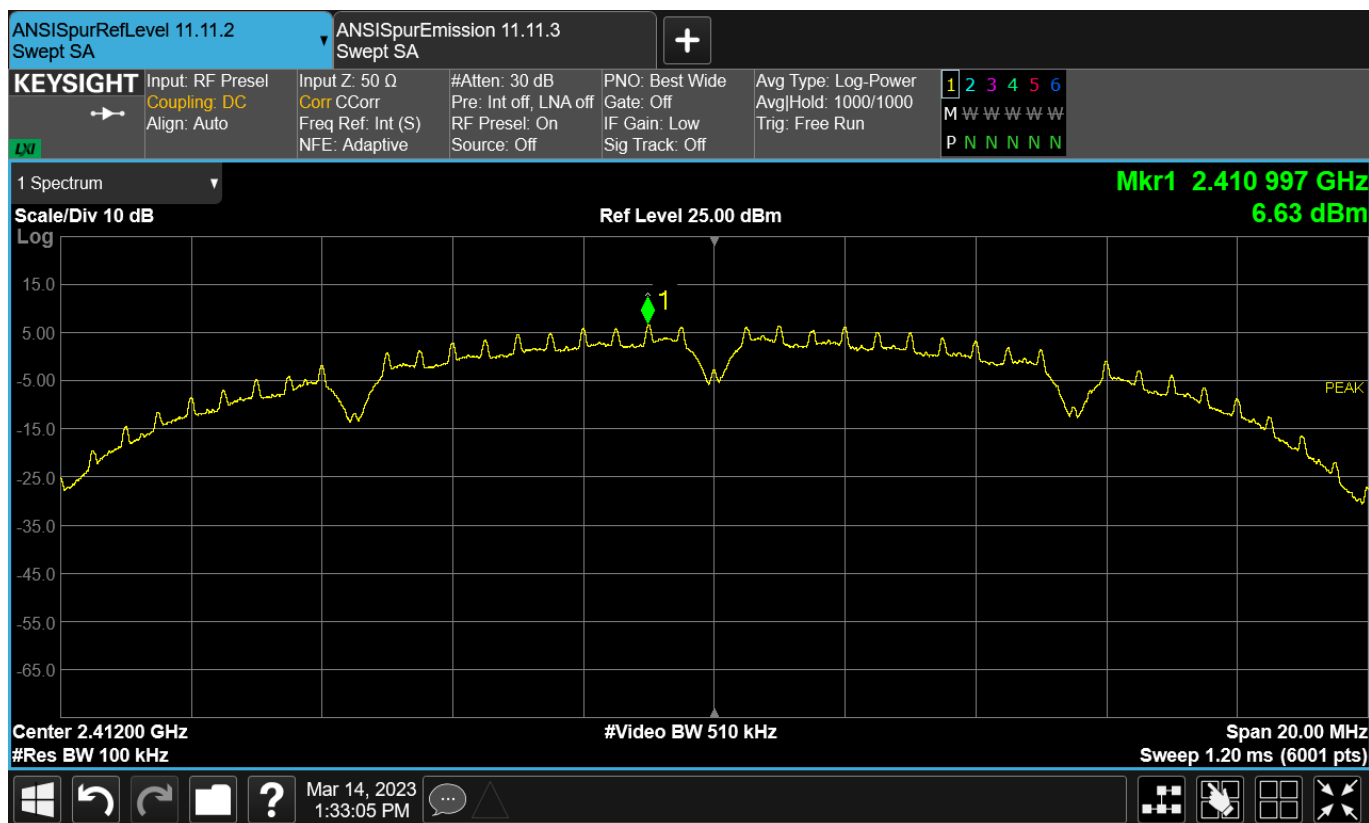 ANSISpurRefLevel 11.11.2
Swept SA
ANSISpurEmission 11.11.3
Swept SA
KEYSIGHT
LXI
Input: RF Presel
Coupling: DC
Align: Auto
Input Z: 50 Ω
Corr CCorr
Freq Ref: Int (S)
NFE: Adaptive
#Atten: 30 dB
Pre: Int off, LNA off
RF Presel: On
Source: Off
PNO: Best Wide
Gate: Off
IF Gain: Low
Sig Track: Off
Avg Type: Log-Power
Avg|Hold: 1000/1000
Trig: Free Run
1 2 3 4 5 6
M W W W W W
P N N N N N
1 Spectrum
Mkr1 2.410 997 GHz
6.63 dBm
Scale/Div 10 dB
Ref Level 25.00 dBm
Log
15.0
5.00
-5.00
-15.0
-25.0
-35.0
-45.0
-55.0
-65.0
1
PEAK
Center 2.41200 GHz
#Video BW 510 kHz
Span 20.00 MHz
#Res BW 100 kHz
Sweep 1.20 ms (6001 pts)
?
Mar 14, 2023
1:33:05 PM